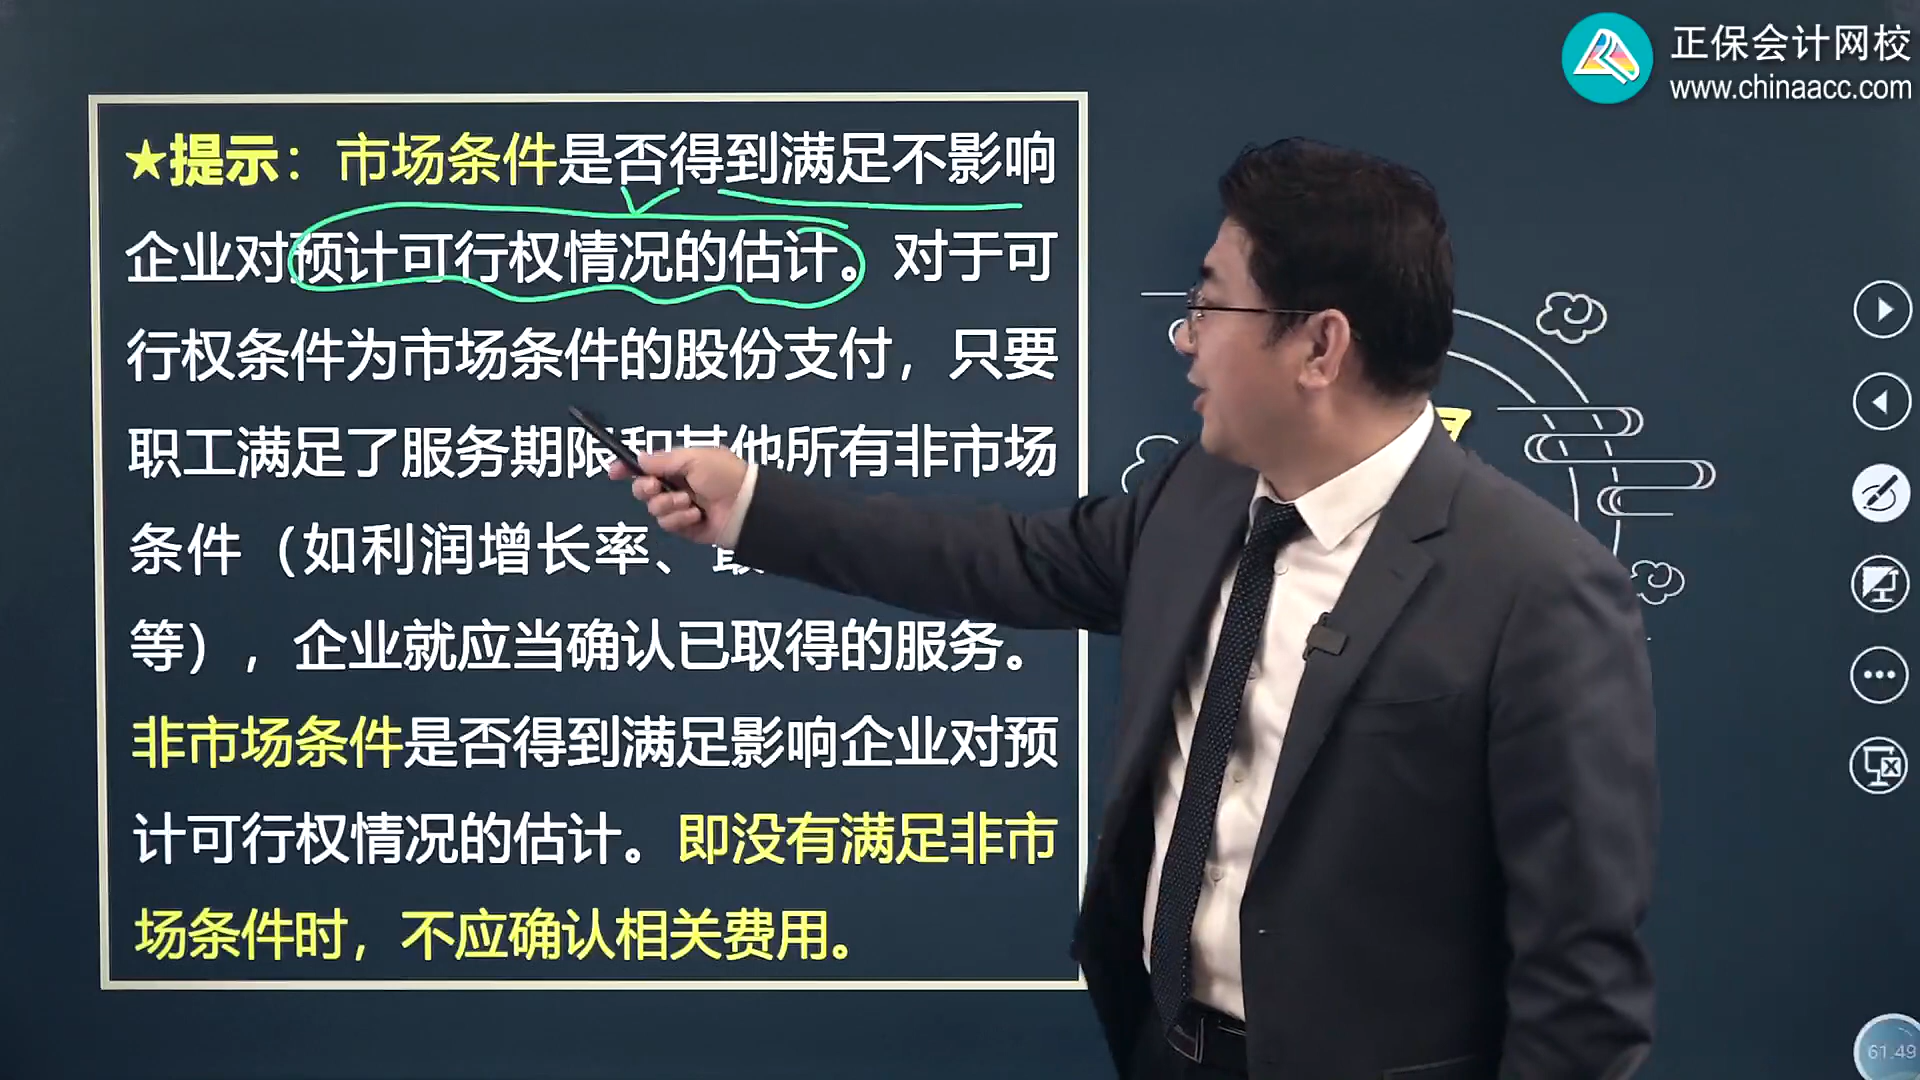 正保会计网校
www.chinaacc.com
★提示：市场条件是否得到满足不影响
企业对预计可行权情况的估计。对于可
行权条件为市场条件的股份支付，只要
职工满足了服务期限和其他所有非市场
条件（如利润增长率、最
等），企业就应当确认已取得的服务。
非市场条件是否得到满足影响企业对预
计可行权情况的估计。即没有满足非市
场条件时，不应确认相关费用。
61.49